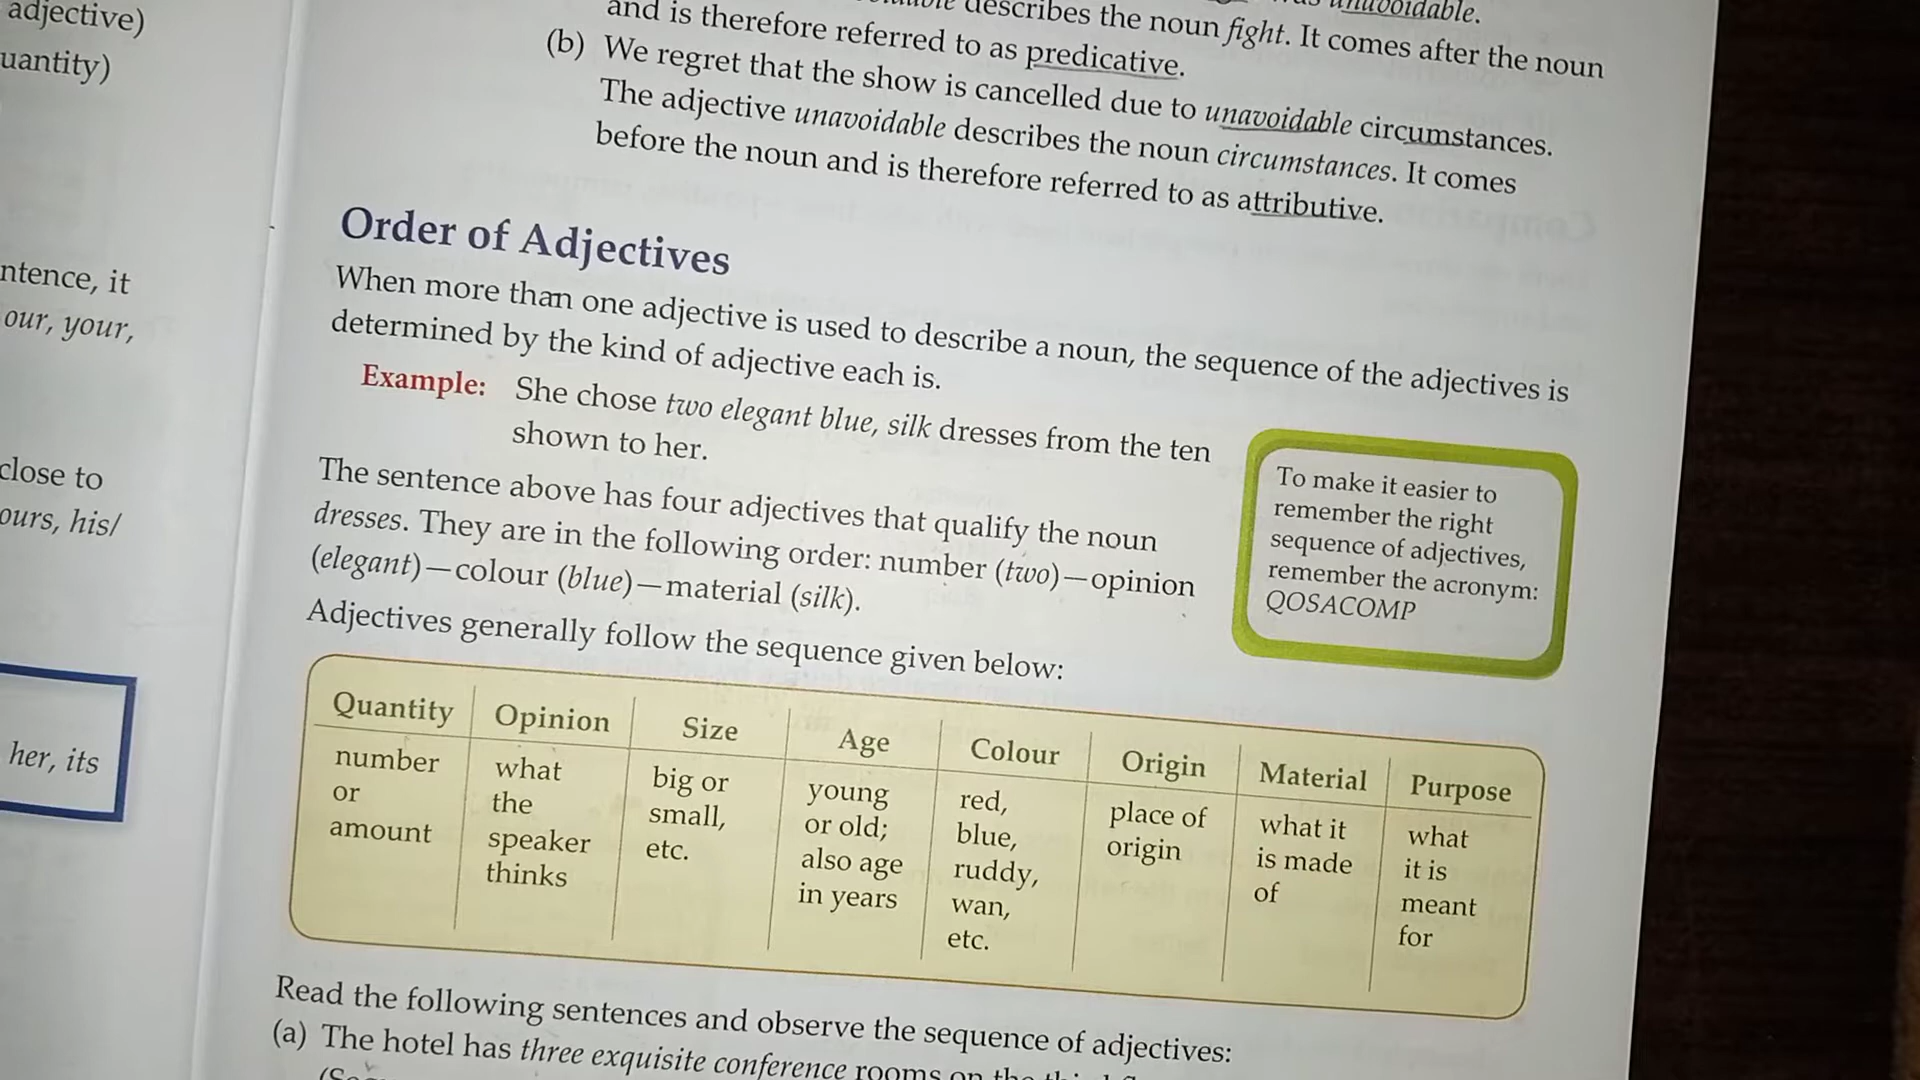 adjective)
uantity)
ntence, it
our, your,
close to
ours, his/
her, its
describes the noun fight. It comes after the noun
unavoidable.
and is therefore referred to as predicative.
(b) We regret that the show is cancelled due to unavoidable circumstances.
The adjective unavoidable describes the noun circumstances. It comes
before the noun and is therefore referred to as attributive.
Order of Adjectives
When more than one adjective is used to describe a noun, the sequence of the adjectives is
determined by the kind of adjective each is.
Example: She chose two elegant blue, silk dresses from the ten
shown to her.
The sentence above has four adjectives that qualify the noun
dresses. They are in the following order: number (two)—opinion
(elegant)—colour (blue)—material (silk).
Adjectives generally follow the sequence given below:
To make it easier to
remember the right
sequence of adjectives,
remember the acronym:
QOSACOMP
Quantity Opinion Size Age Colour Origin Material Purpose
number
or
amount
what
the
speaker
thinks
big or
small,
etc.
young
or old;
also age
in years
red,
blue,
ruddy,
wan,
etc.
place of
origin
what it
is made
of
what
it is
meant
for
Read the following sentences and observe the sequence of adjectives:
(a) The hotel has three exquisite conference rooms on the